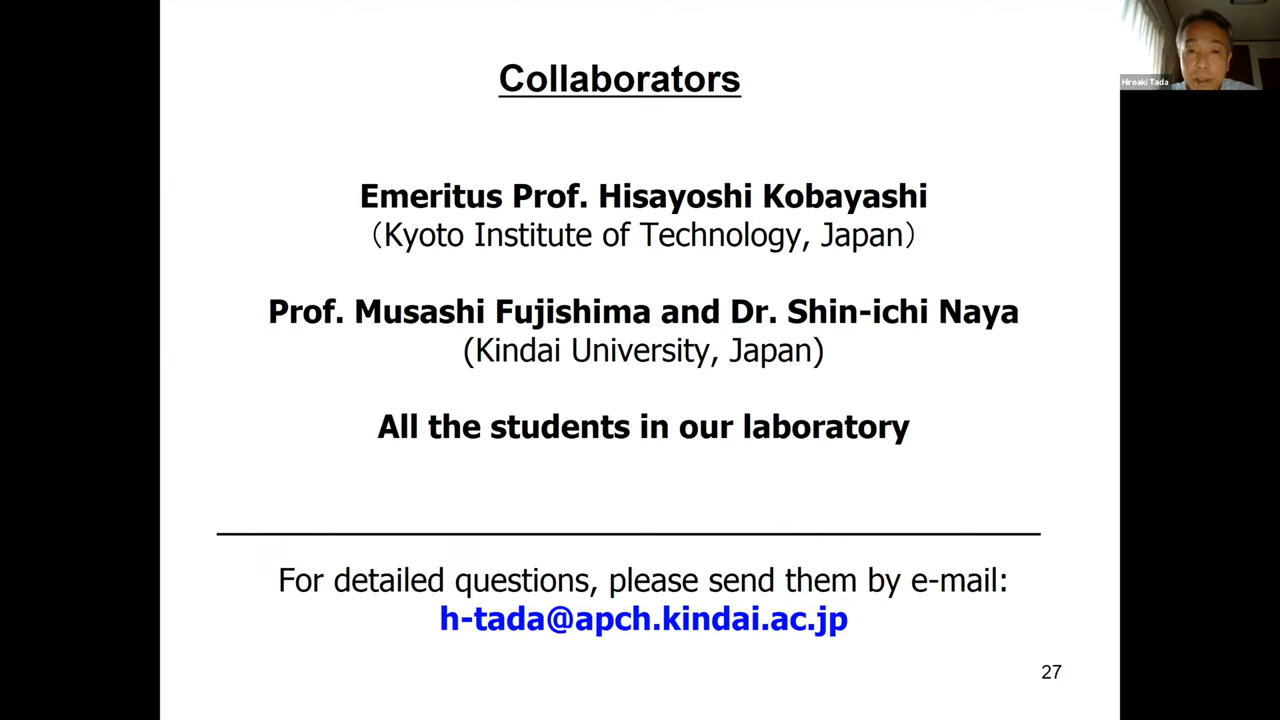 Collaborators
Hiroaki Tada
Emeritus Prof. Hisayoshi Kobayashi
（Kyoto Institute of Technology, Japan）
Prof. Musashi Fujishima and Dr. Shin-ichi Naya
(Kindai University, Japan)
All the students in our laboratory
For detailed questions, please send them by e-mail:
h-tada@apch.kindai.ac.jp
27